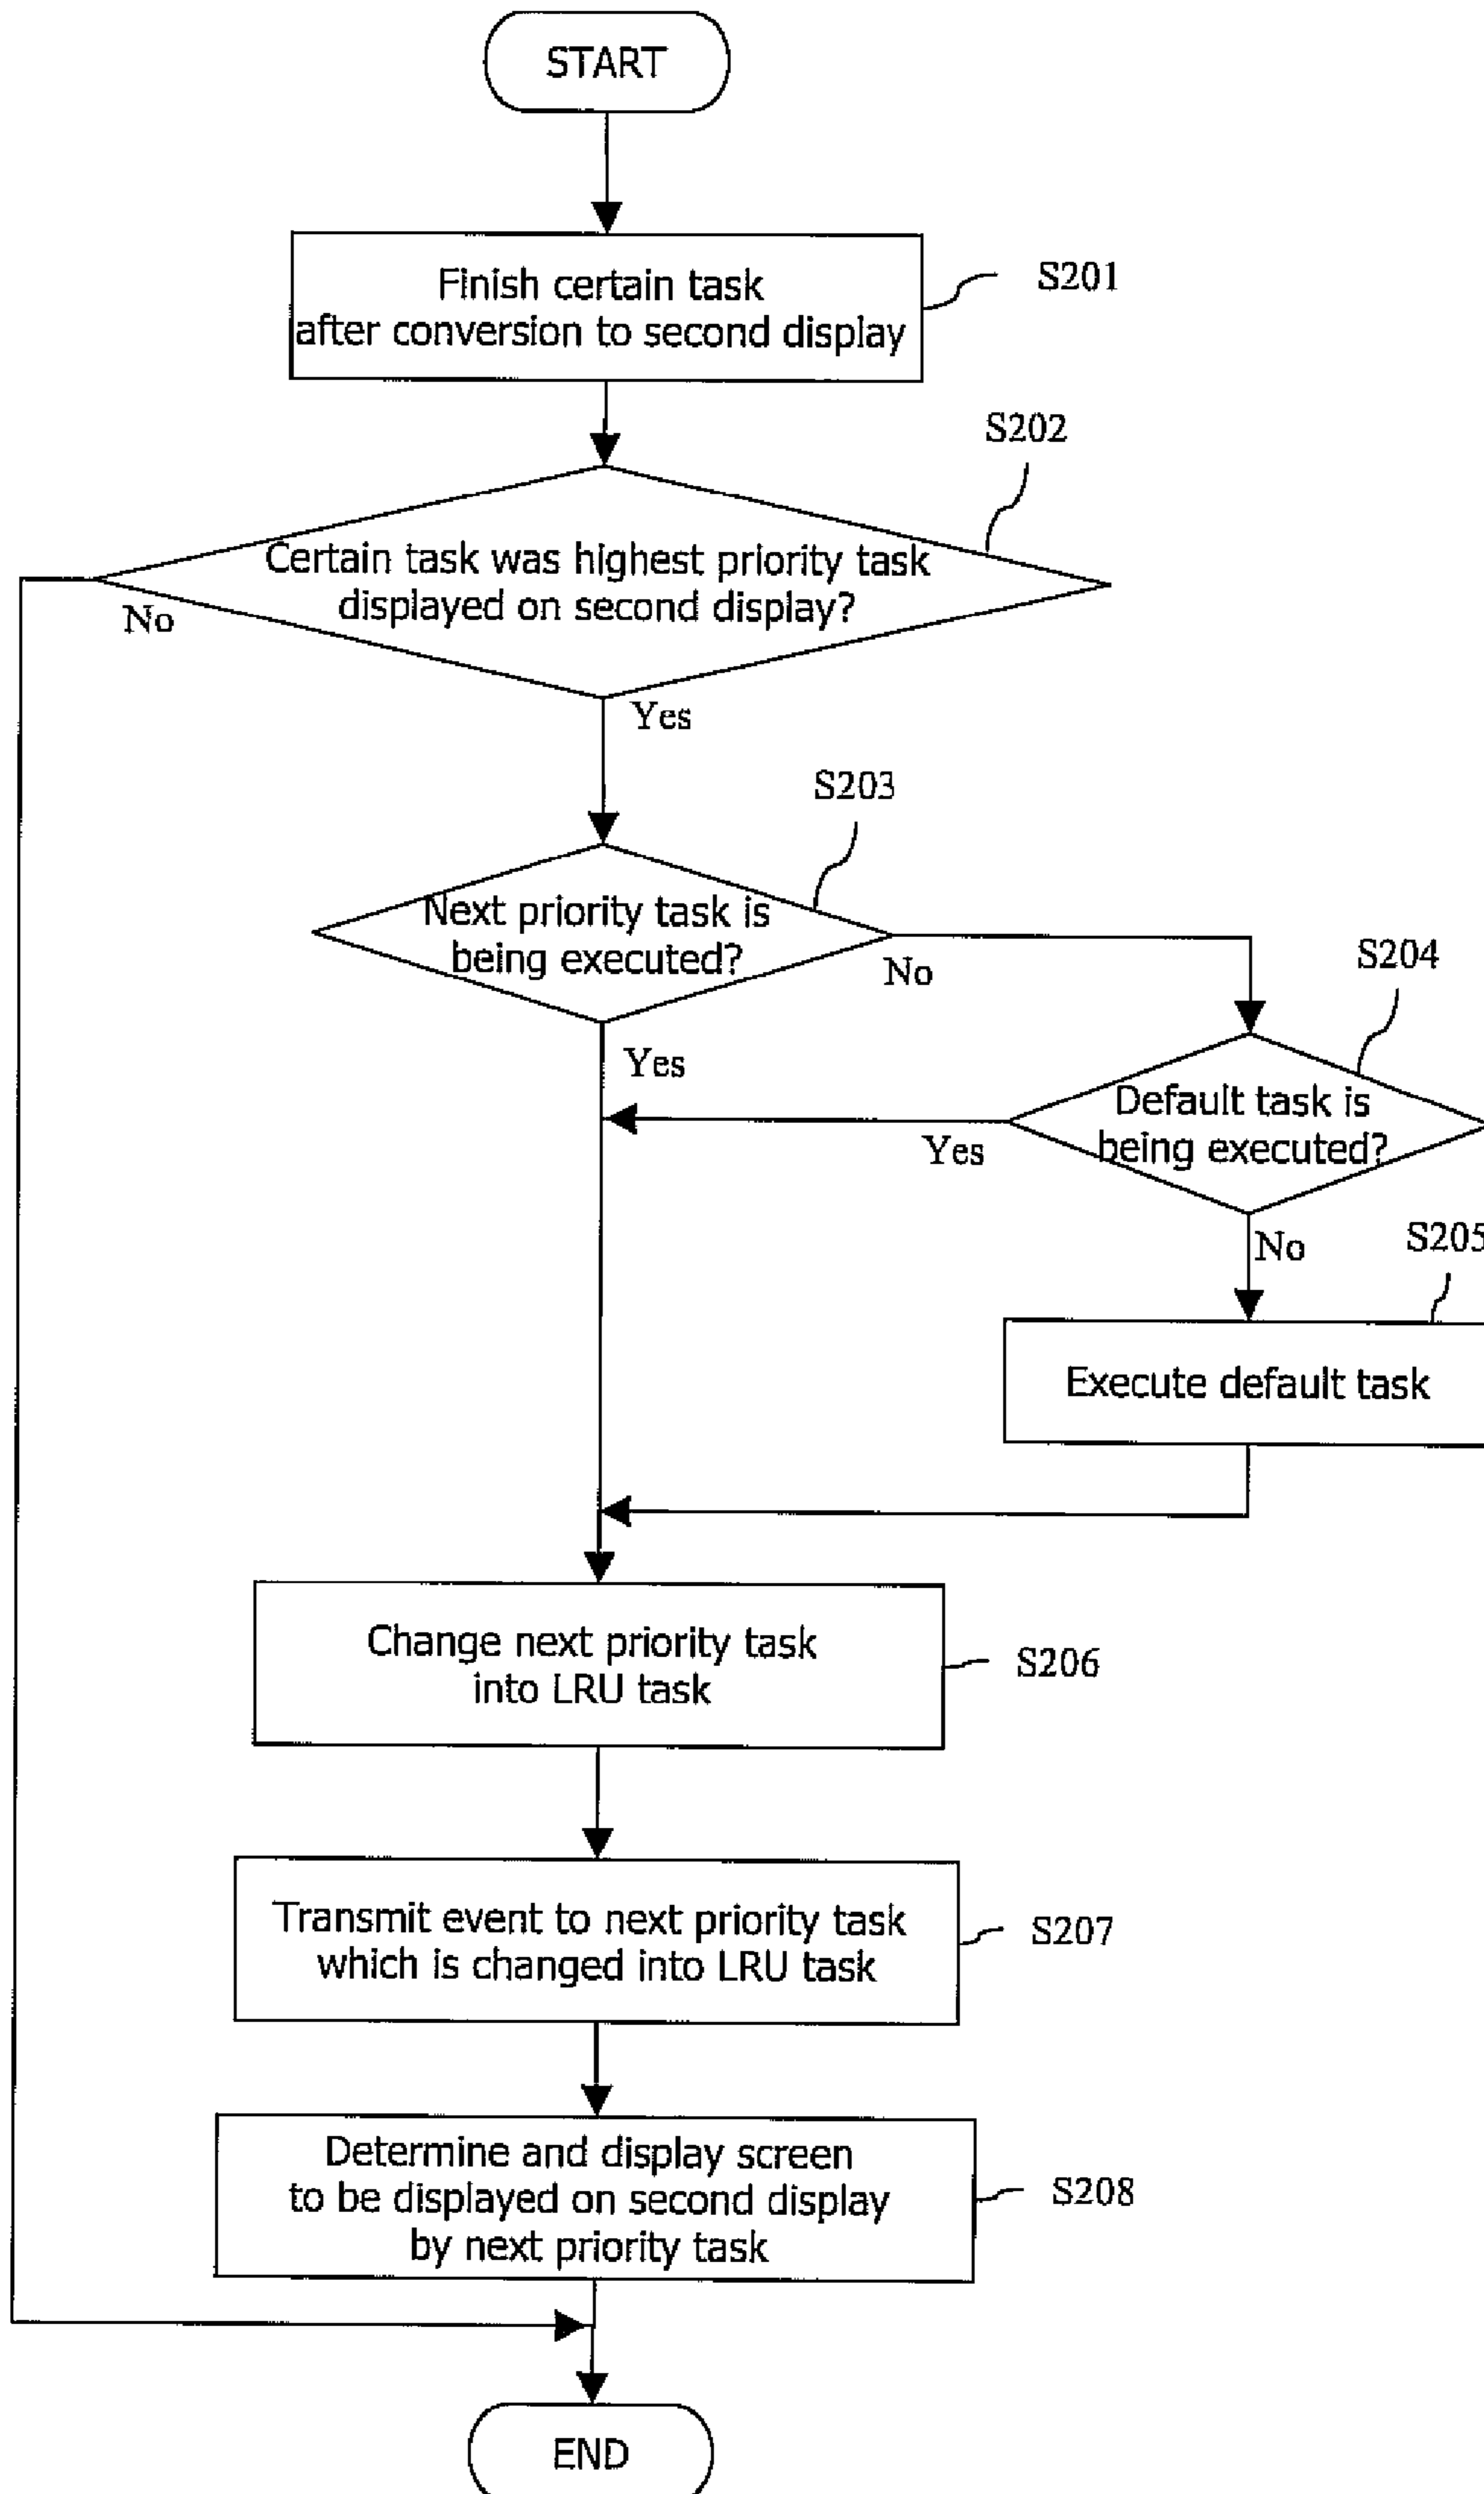 START
Finish certain task
after conversion to second display
S201
S202
Certain task was highest priority task
displayed on second display?
No
Yes
S203
Next priority task is
being executed?
No
Yes
S204
Default task is
being executed?
Yes
No
S205
Execute default task
Change next priority task
into LRU task
S206
Transmit event to next priority task
which is changed into LRU task
S207
Determine and display screen
to be displayed on second display
by next priority task
S208
END